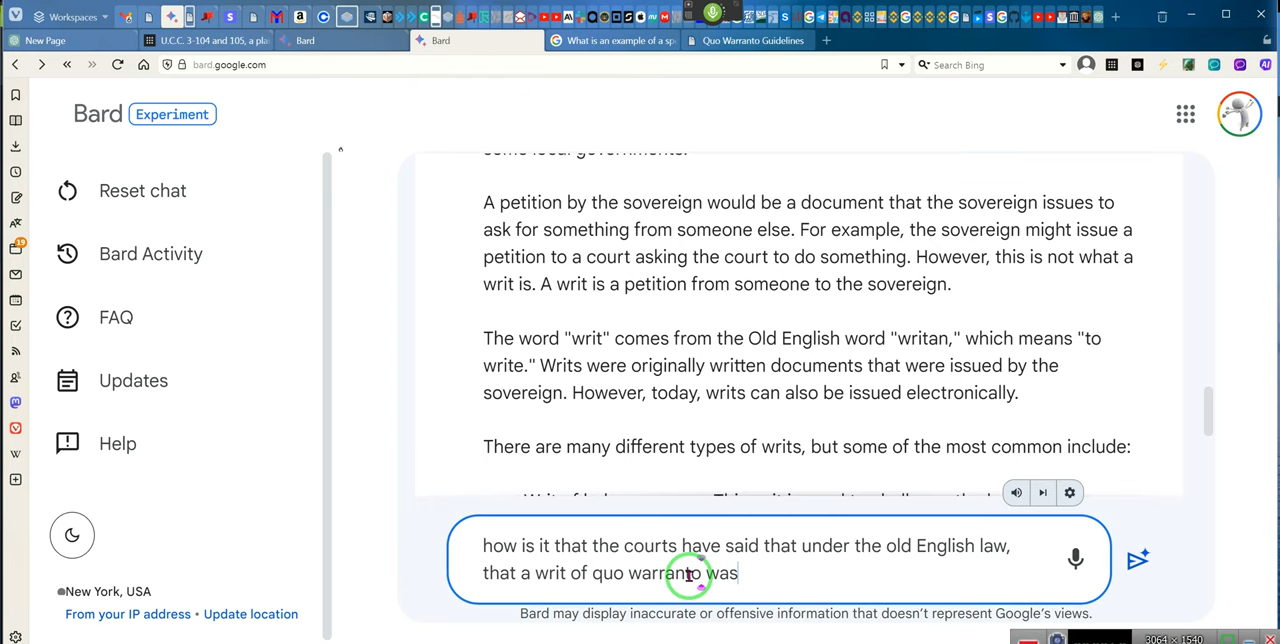 Workspaces
New Page
U.C.C. 3-104 and 105, a pla
Bard
Bard
What is an example of a sp
Quo Warranto Guidelines
bard.google.com
Search Bing
Bard Experiment
Reset chat
Bard Activity
FAQ
Updates
Help
19
A petition by the sovereign would be a document that the sovereign issues to
ask for something from someone else. For example, the sovereign might issue a
petition to a court asking the court to do something. However, this is not what a
writ is. A writ is a petition from someone to the sovereign.
The word "writ" comes from the Old English word "writan," which means "to
write." Writs were originally written documents that were issued by the
sovereign. However, today, writs can also be issued electronically.
There are many different types of writs, but some of the most common include:
how is it that the courts have said that under the old English law,
that a writ of quo warranto was
New York, USA
From your IP address • Update location
Bard may display inaccurate or offensive information that doesn't represent Google's views.
3064 × 1540